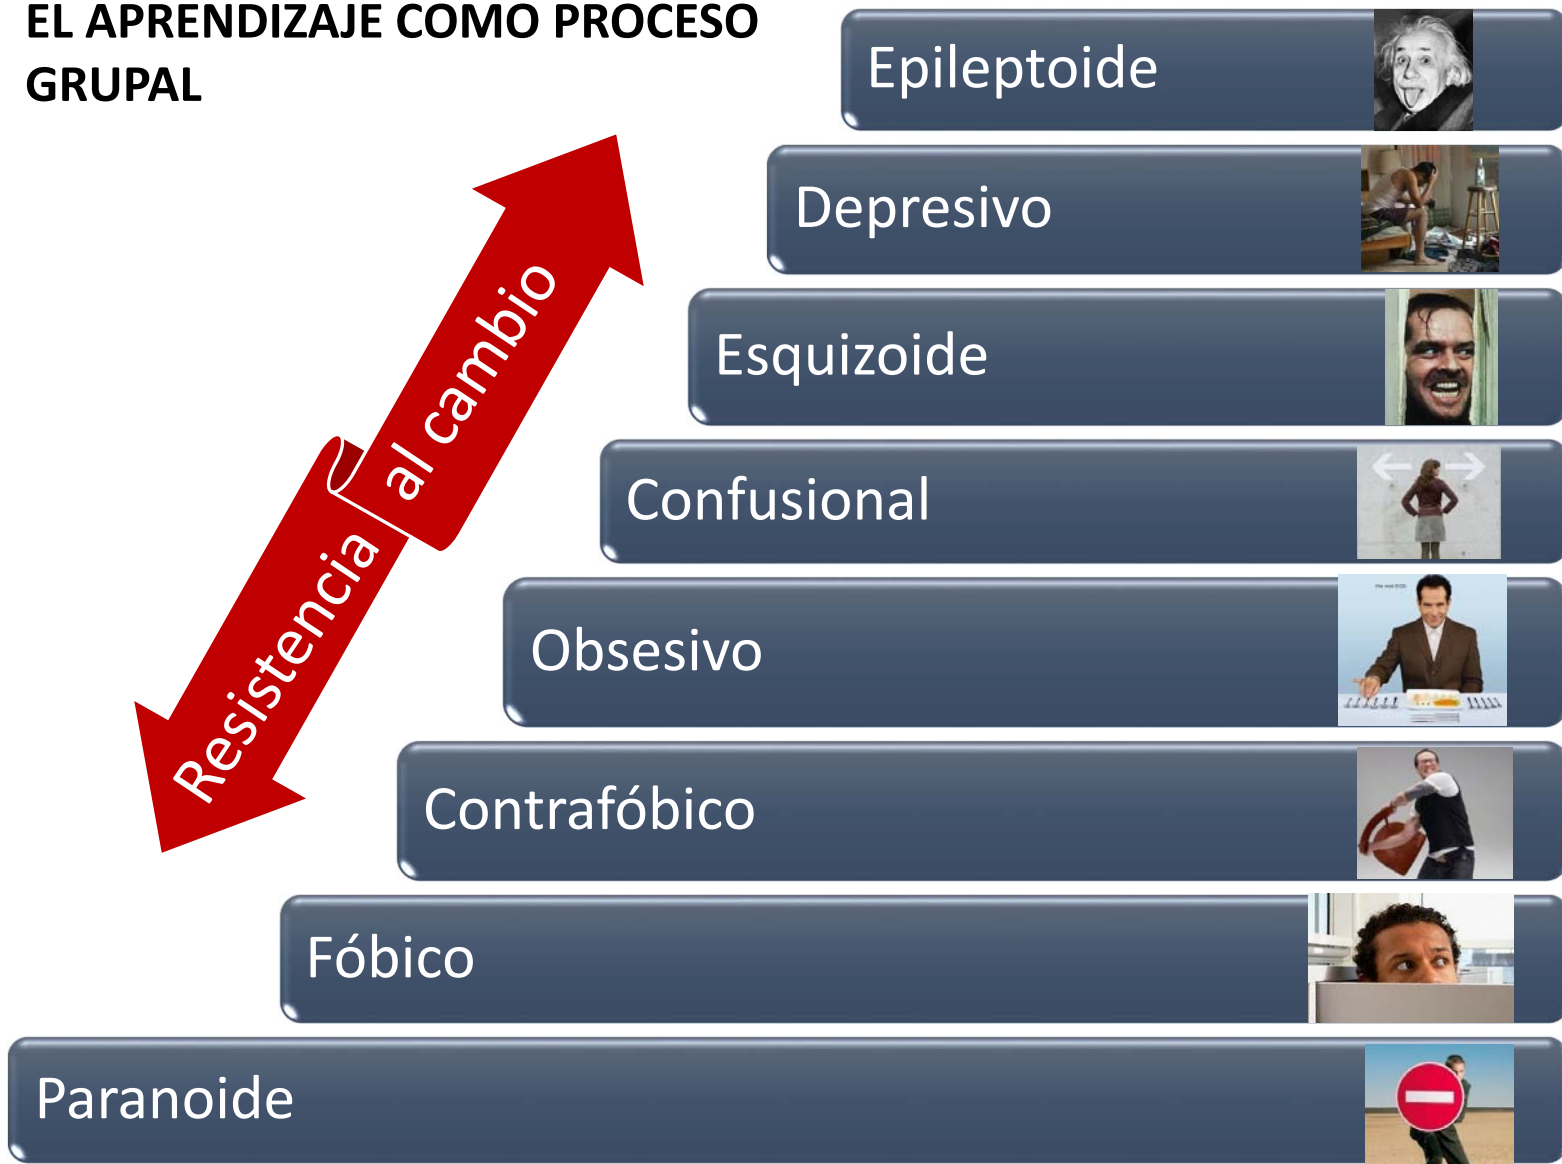 EL APRENDIZAJE COMO PROCESO
GRUPAL
Epileptoide
Depresivo
Esquizoide
Confusional
Obsesivo
Contrafóbico
Fóbico
Paranoide
Resistencia
al cambio